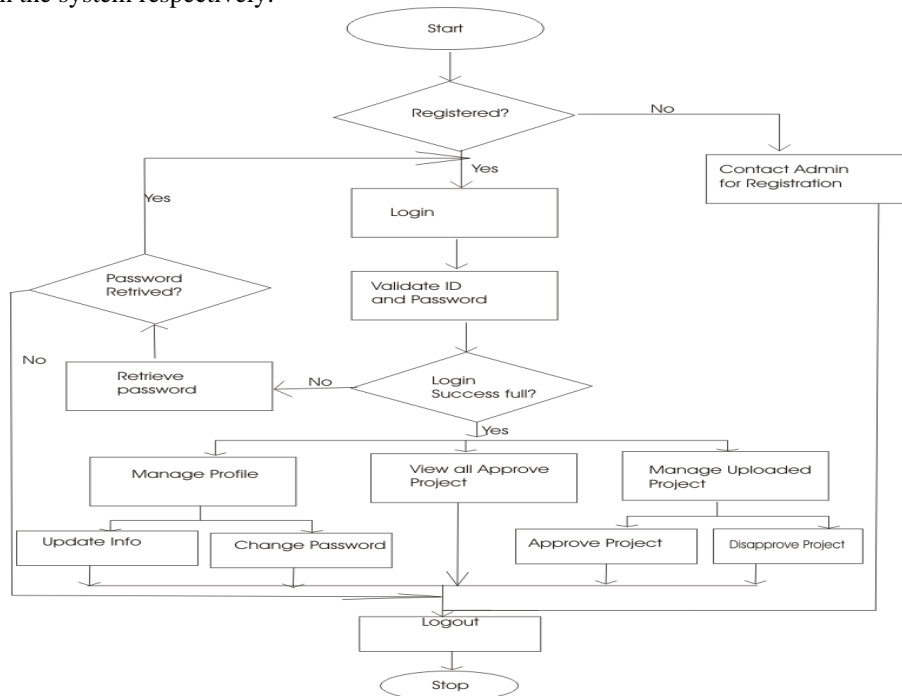 the system respectively.
Start
Registered?
No
Yes
Contact Admin
for Registration
Login
Yes
Password
Retrived?
Validate ID
and Password
No
Retrieve
password
No
Login
Success full?
Yes
Manage Profile
View all Approve
Project
Manage Uploaded
Project
Update Info
Change Password
Approve Project
Disapprove Project
Logout
Stop